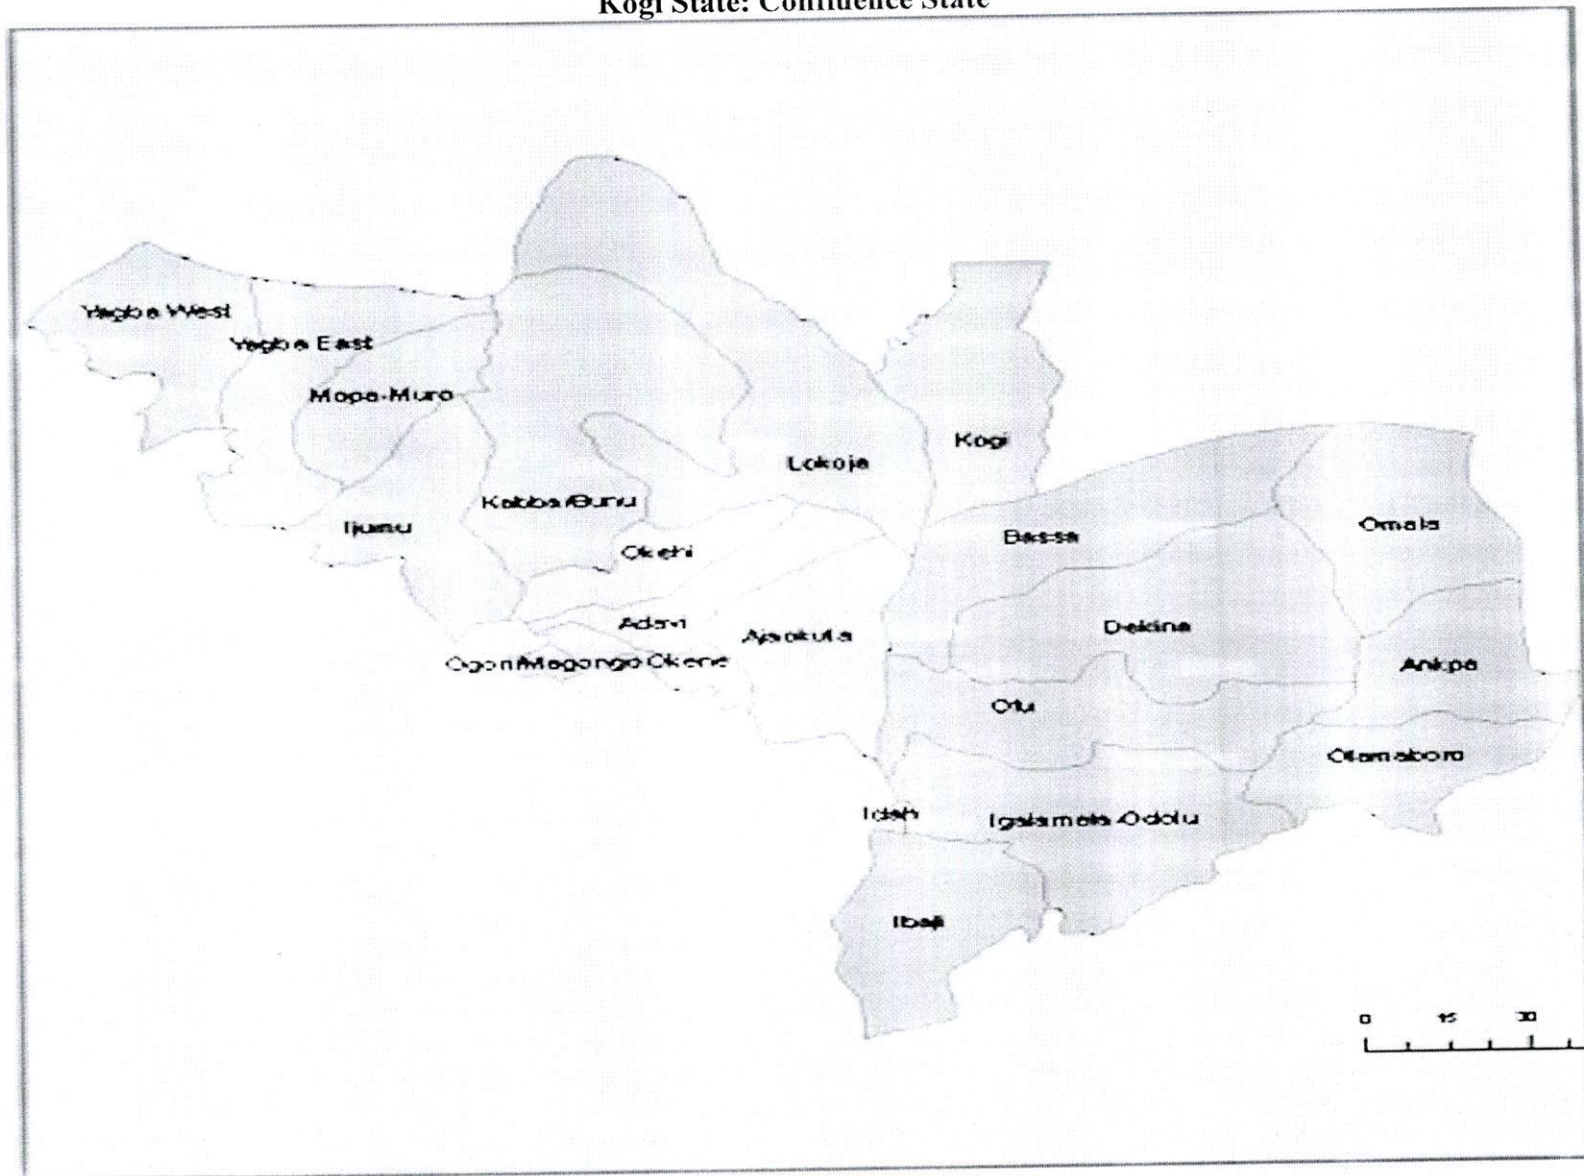 Kogi State: Confluence State
Yagba West
Yagba East
Mopa-Muro
Kogi
Lokoja
Kabba/Bunu
Ijumu
Omala
Bassa
Okehi
Adavi
Dekina
Ajaokuta
Ogori/Magongo Okene
Ankpa
Ofu
Olamaboro
Idah
Igalamela-Odolu
Ibaji
0 15 30